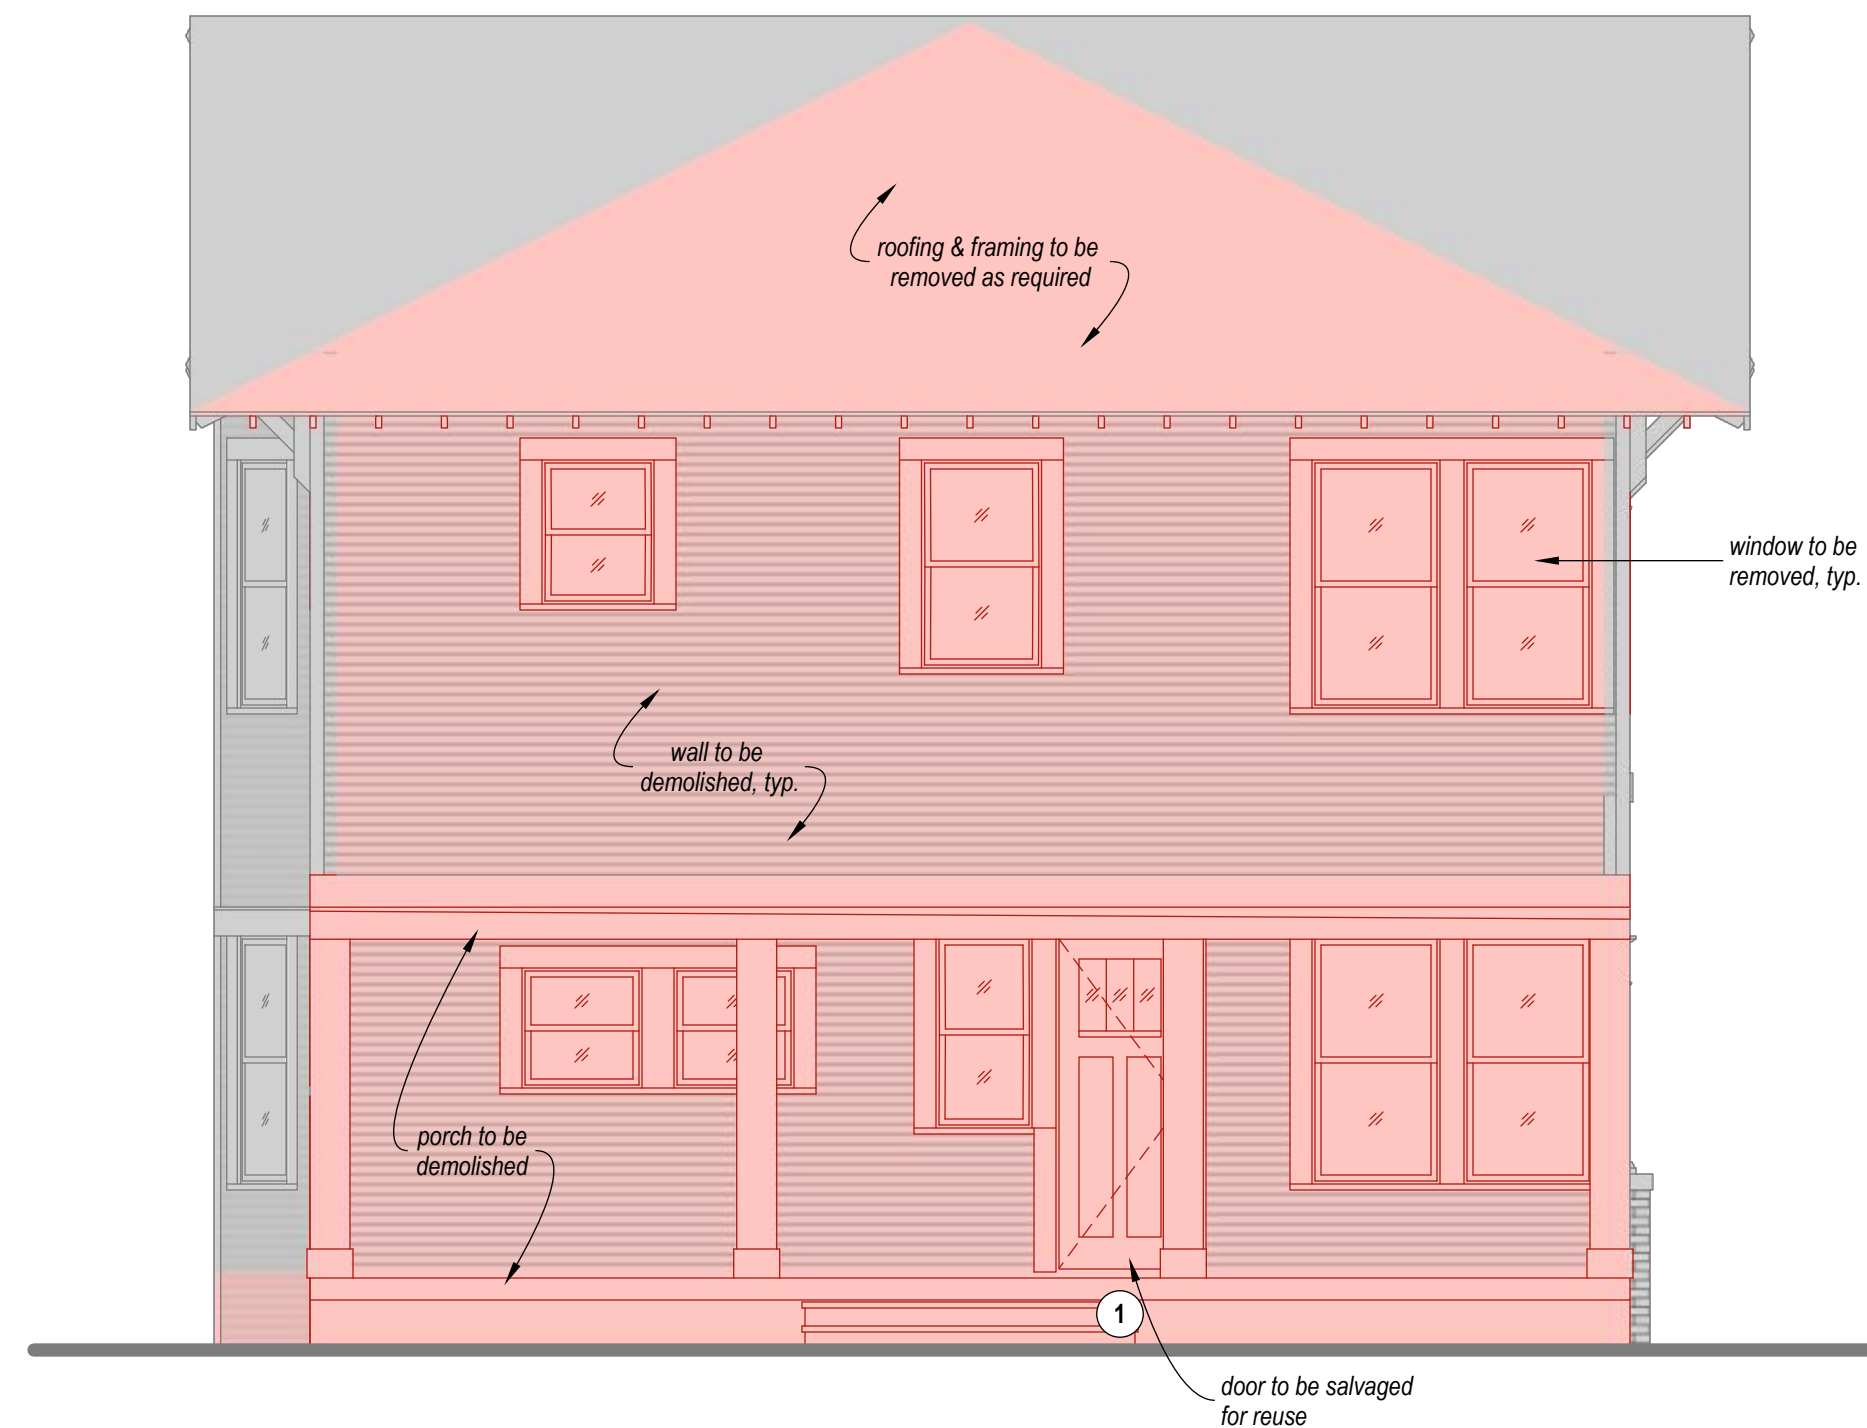 roofing & framing to be
removed as required
window to be
removed, typ.
wall to be
demolished, typ.
porch to be
demolished
1
door to be salvaged
for reuse